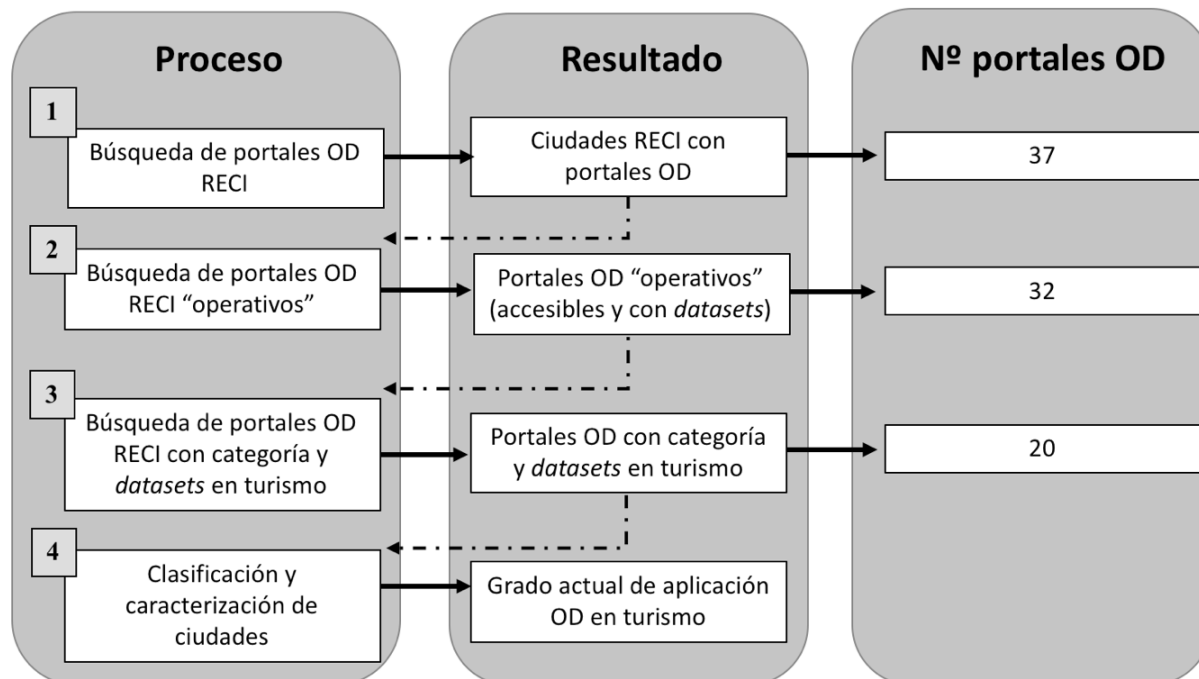 Proceso
Resultado
Nº portales OD
1
Búsqueda de portales OD
RECI
Ciudades RECI con
portales OD
37
2
Búsqueda de portales OD
RECI “operativos”
Portales OD “operativos”
(accesibles y con datasets)
32
3
Búsqueda de portales OD
RECI con categoría y
datasets en turismo
Portales OD con categoría
y datasets en turismo
20
4
Clasificación y
caracterización de
ciudades
Grado actual de aplicación
OD en turismo